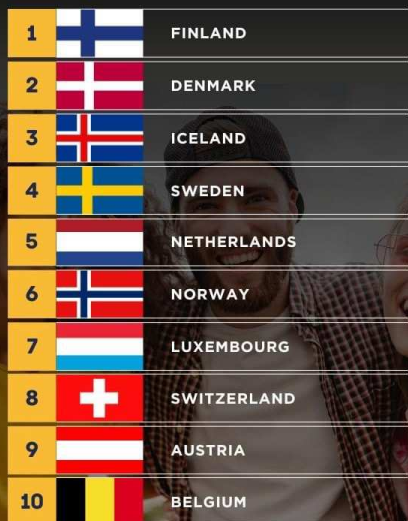 1 FINLAND
2 DENMARK
3 ICELAND
4 SWEDEN
5 NETHERLANDS
6 NORWAY
7 LUXEMBOURG
8 SWITZERLAND
9 AUSTRIA
10 BELGIUM